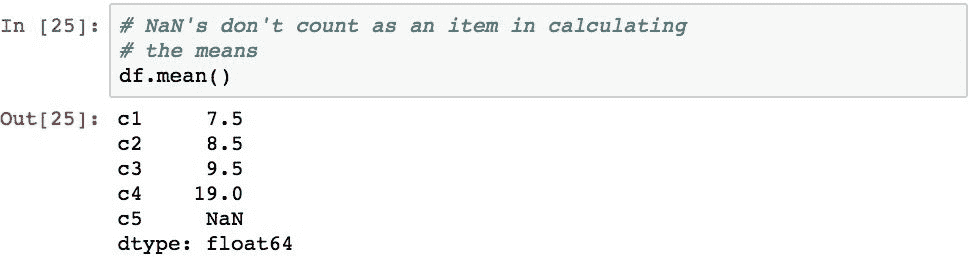 In [25]: # NaN's don't count as an item in calculating
# the means
df.mean()
Out[25]: c1 7.5
c2 8.5
c3 9.5
c4 19.0
c5 NaN
dtype: float64